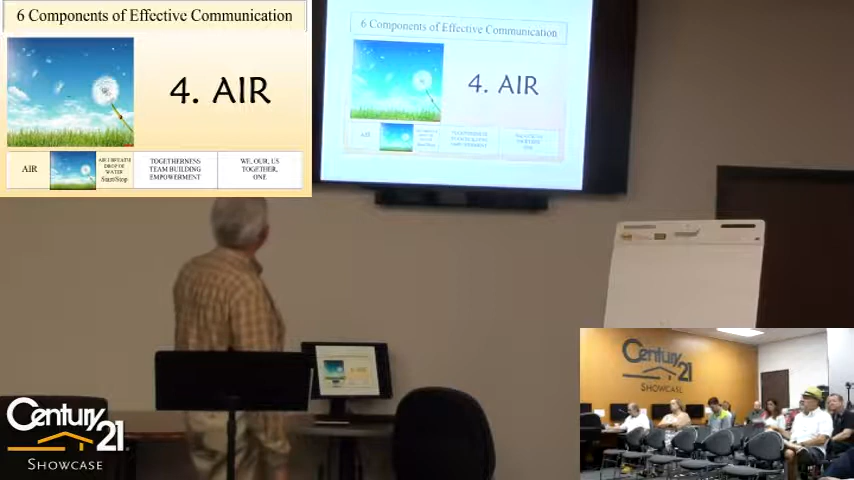 6 Components of Effective Communication
4. AIR
AIR
AIR I BREATH
DROP OF
WATER
Start/Stop
TOGETHERNESS
TEAM BUILDING
EMPOWERMENT
WE, OUR, US
TOGETHER,
ONE
6 Components of Effective Communication
4. AIR
AIR
Century 21
SHOWCASE
Century 21
SHOWCASE